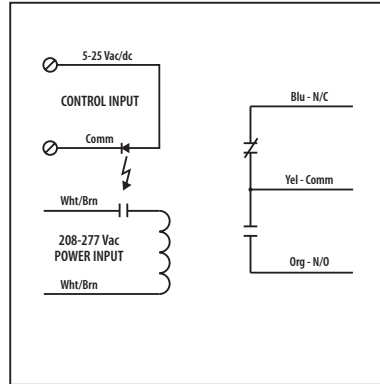 5-25 Vac/dc
CONTROL INPUT
Comm
Wht/Brn
208-277 Vac
POWER INPUT
Wht/Brn
Blu - N/C
Yel - Comm
Org - N/O